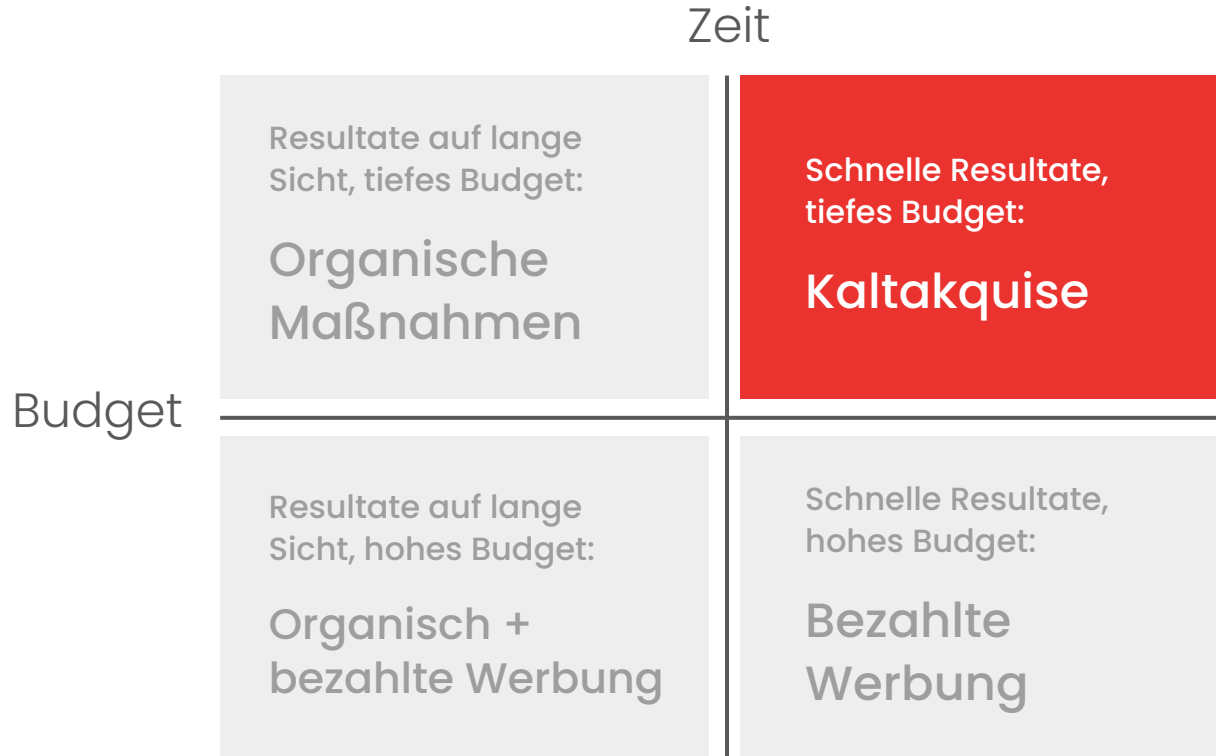 Zeit
Resultate auf lange
Sicht, tiefes Budget:
Organische
Maßnahmen
Schnelle Resultate,
tiefes Budget:
Kaltakquise
Budget
Resultate auf lange
Sicht, hohes Budget:
Organisch +
bezahlte Werbung
Schnelle Resultate,
hohes Budget:
Bezahlte
Werbung